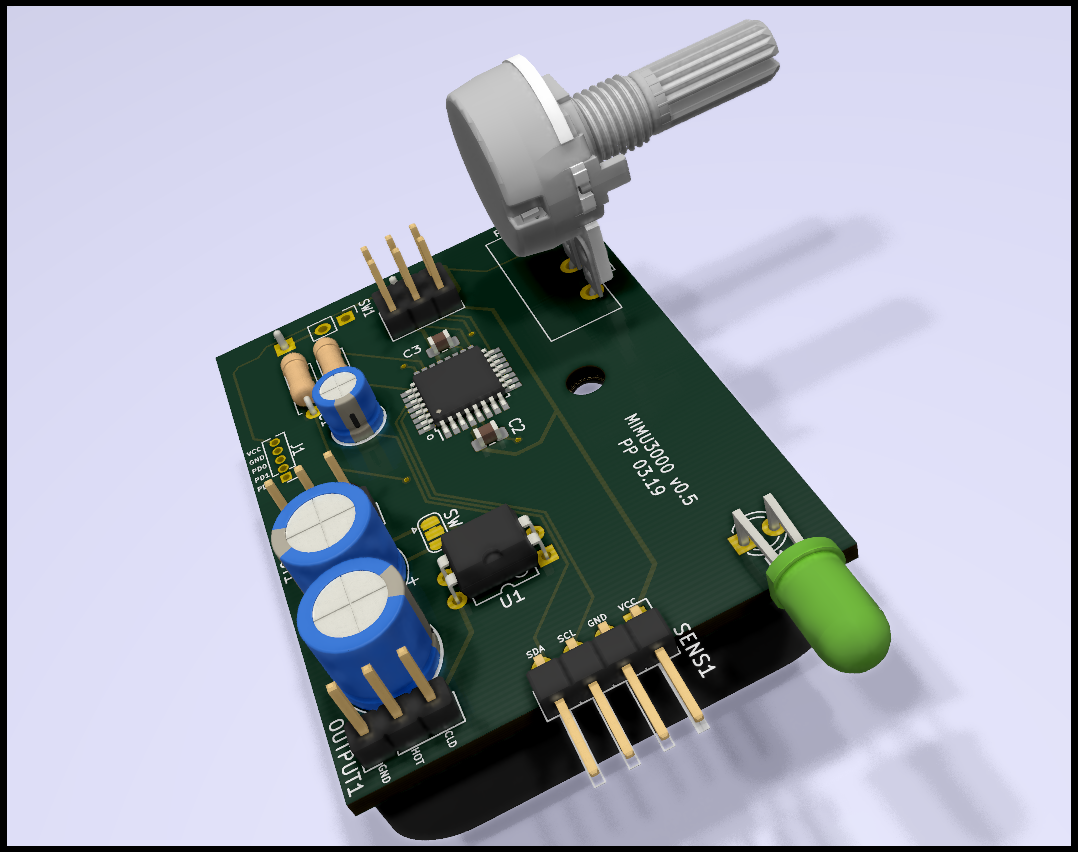 SW1
C3
C2
J1
VCC
GND
PD0
PD1
MIMU3000 v0.5
PP 03.19
SW
U1
SDA
SCL
GND
VCC
SENS1
OUTPUT1
GND
HOT
CLD